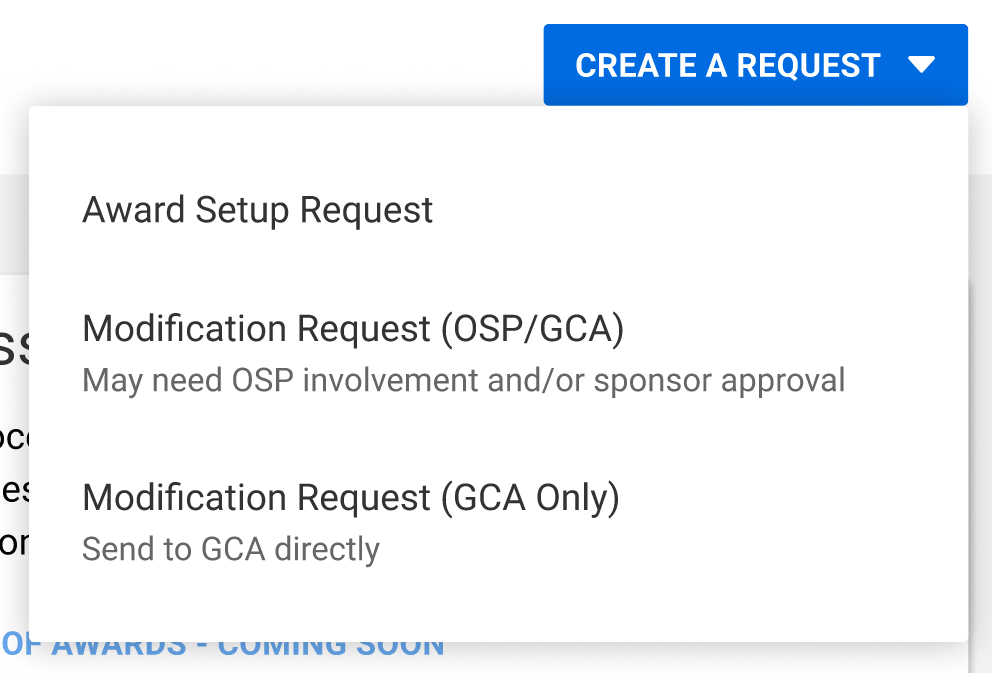 CREATE A REQUEST
Award Setup Request
Modification Request (OSP/GCA)
May need OSP involvement and/or sponsor approval
Modification Request (GCA Only)
Send to GCA directly
OF AWARDS - COMING SOON